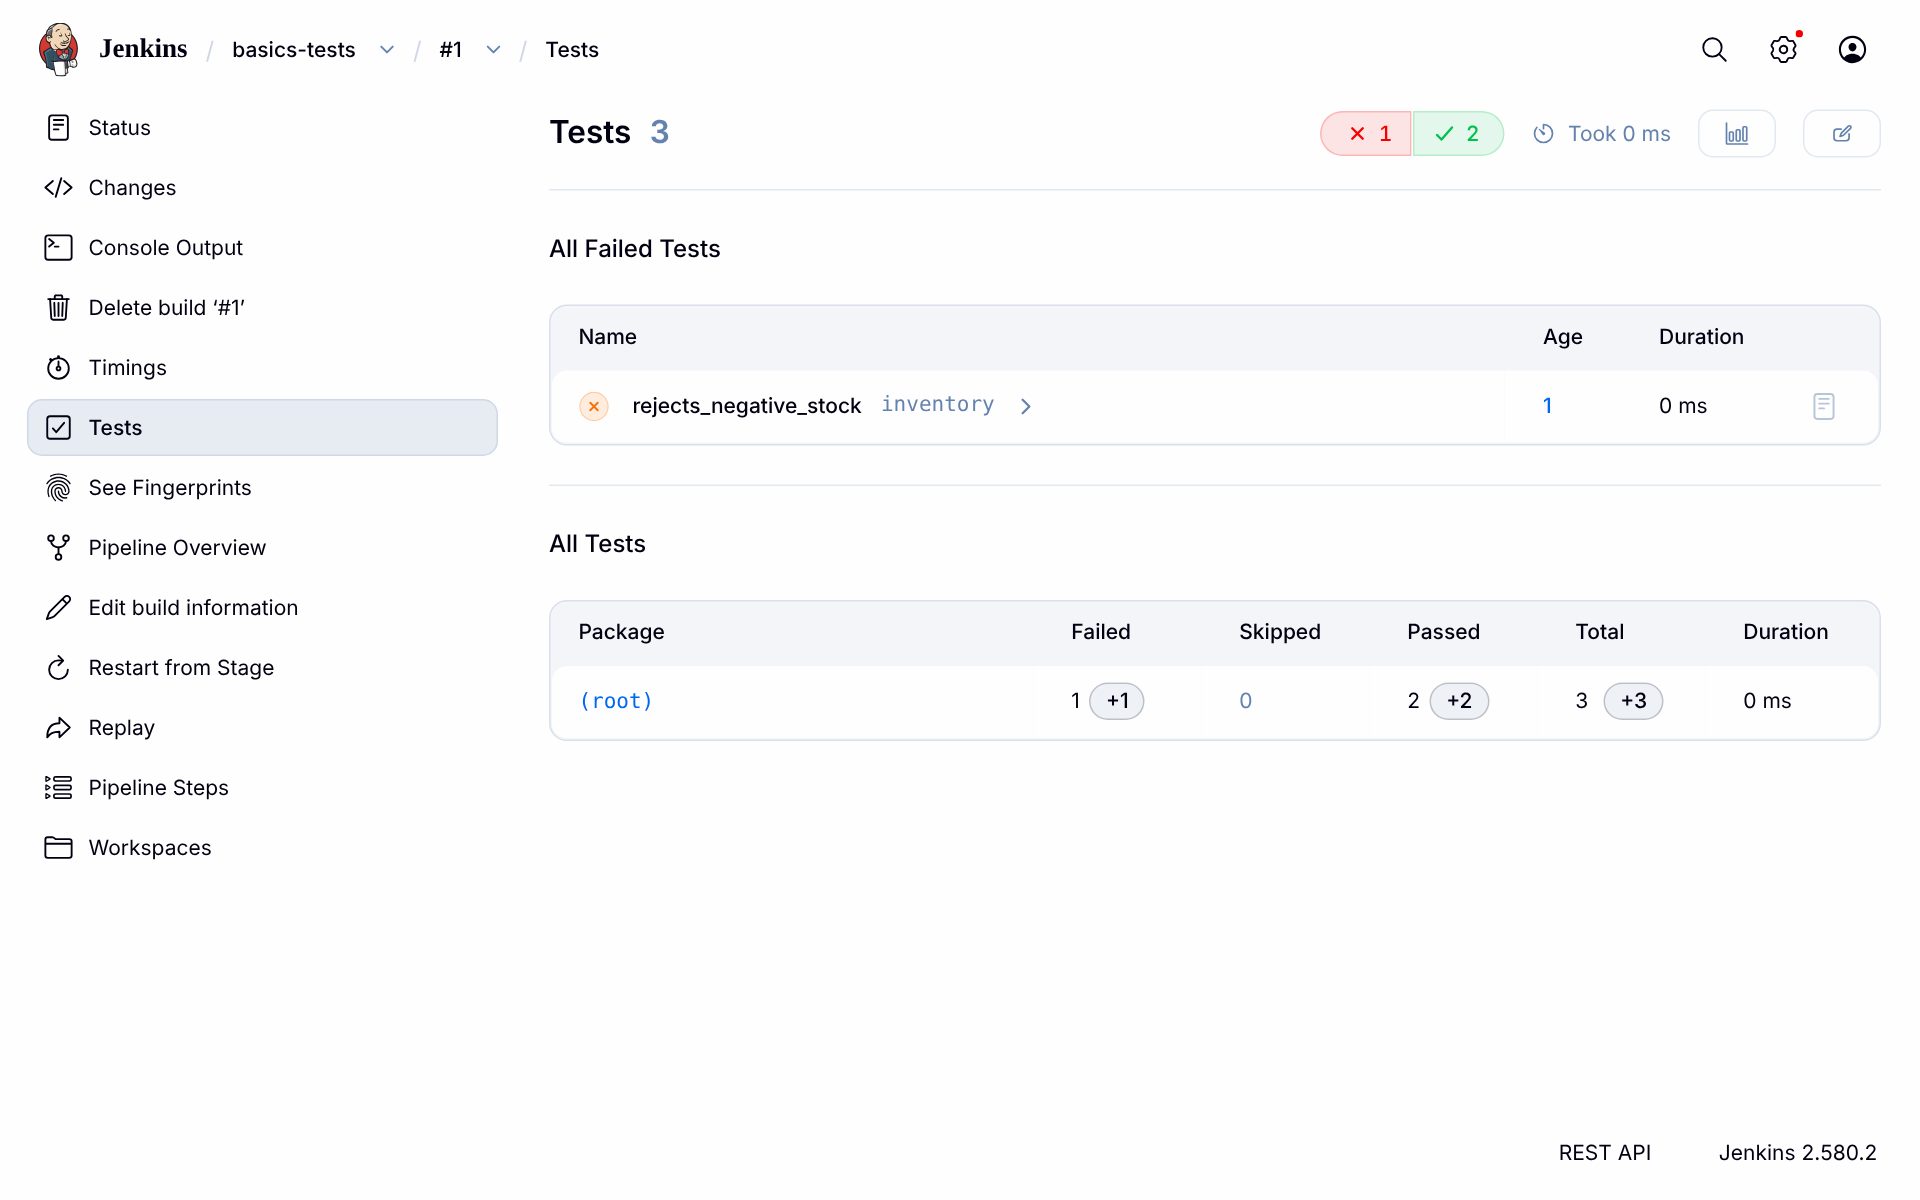 Jenkins / basics-tests / #1 / Tests
Status
Changes
Console Output
Delete build ‘#1’
Timings
Tests
See Fingerprints
Pipeline Overview
Edit build information
Restart from Stage
Replay
Pipeline Steps
Workspaces
Tests 3
1 2 Took 0 ms
All Failed Tests
Name Age Duration
rejects_negative_stock inventory 1 0 ms
All Tests
Package Failed Skipped Passed Total Duration
(root) 1 +1 0 2 +2 3 +3 0 ms
REST API Jenkins 2.580.2